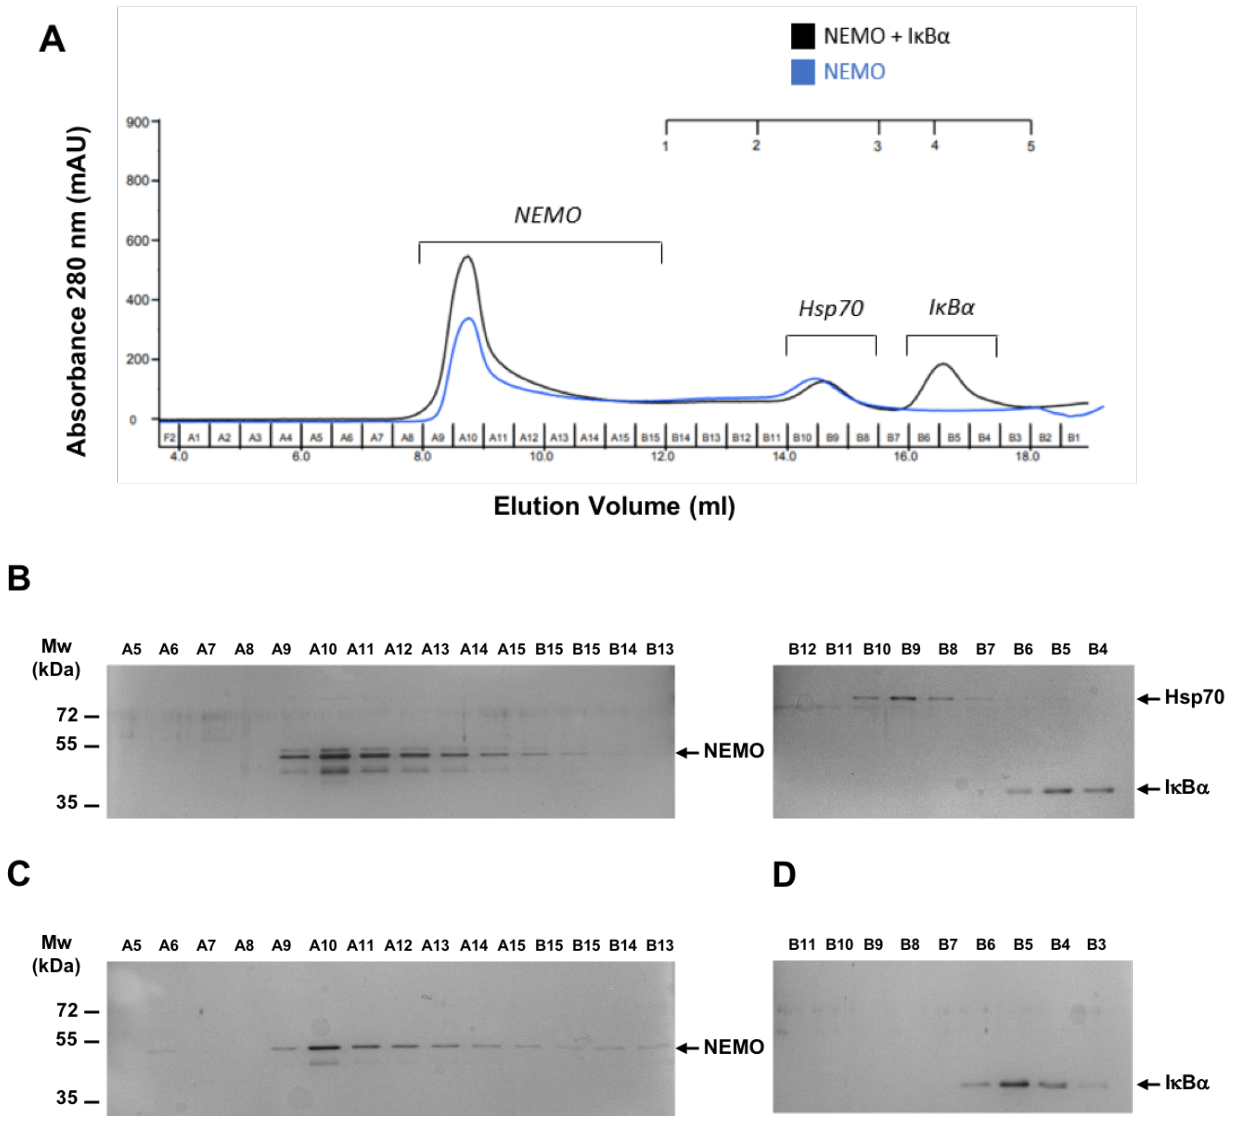 A
NEMO + IκBα
NEMO
Absorbance 280 nm (mAU)
900
800
600
400
200
0
1 2 3 4 5
NEMO
Hsp70
IκBα
F2 A1 A2 A3 A4 A5 A6 A7 A8 A9 A10 A11 A12 A13 A14 A15 B15 B14 B13 B12 B11 B10 B9 B8 B7 B6 B5 B4 B3 B2 B1
4.0 6.0 8.0 10.0 12.0 14.0 16.0 18.0
Elution Volume (ml)
B
Mw
(kDa)
A5 A6 A7 A8 A9 A10 A11 A12 A13 A14 A15 B15 B15 B14 B13
72
55
35
NEMO
B12 B11 B10 B9 B8 B7 B6 B5 B4
Hsp70
IκBα
C
Mw
(kDa)
A5 A6 A7 A8 A9 A10 A11 A12 A13 A14 A15 B15 B15 B14 B13
72
55
35
NEMO
D
B11 B10 B9 B8 B7 B6 B5 B4 B3
IκBα